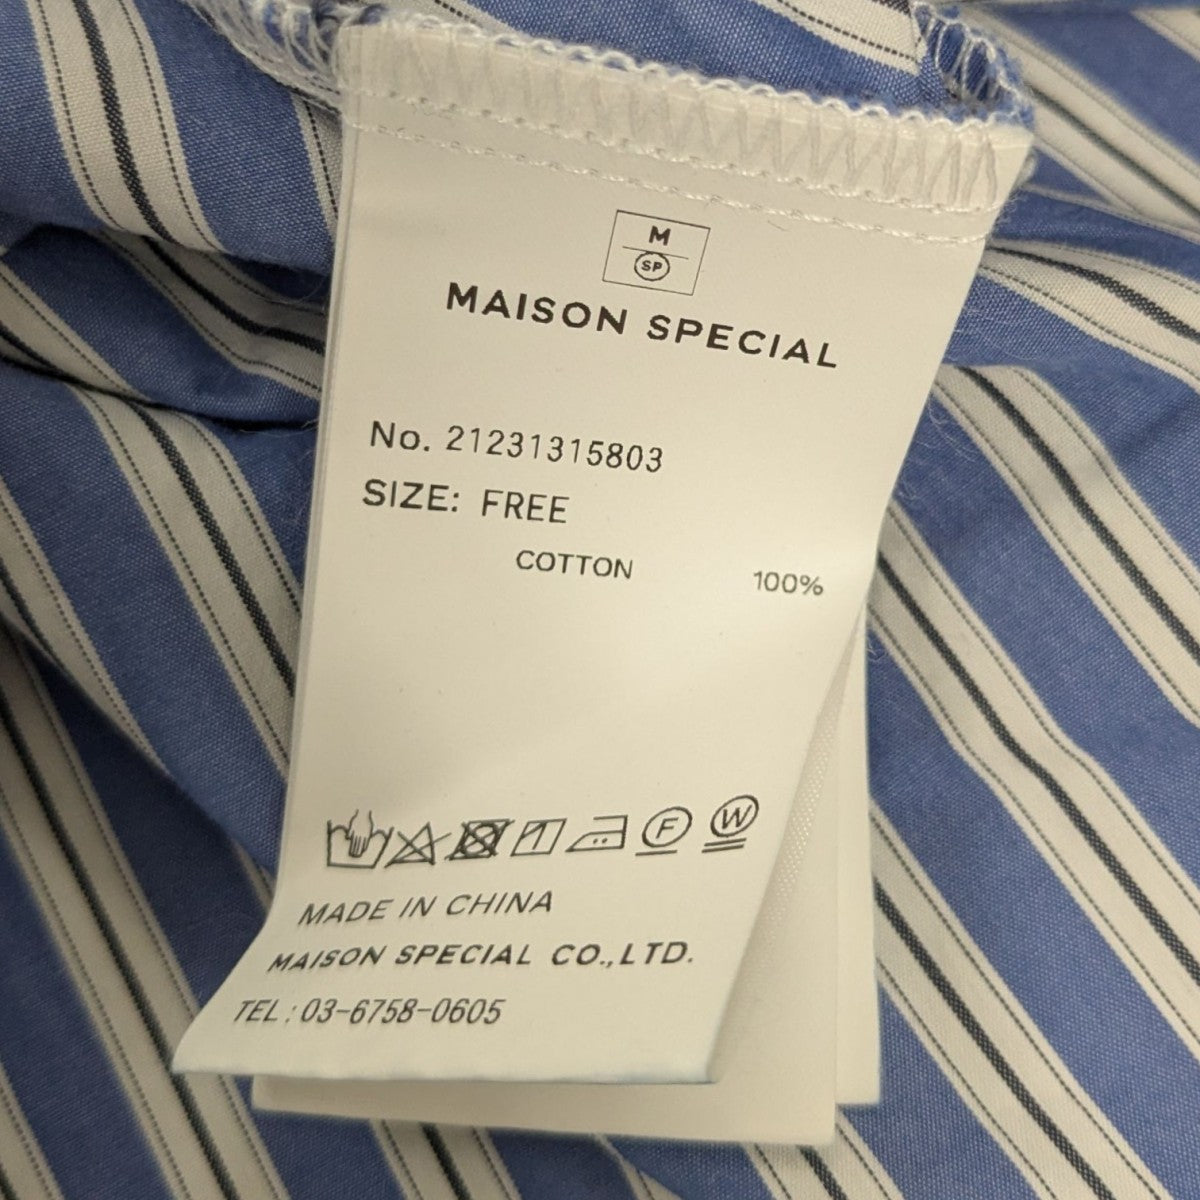 M
SP
MAISON SPECIAL
No. 21231315803
SIZE: FREE
COTTON 100%
F W
MADE IN CHINA
MAISON SPECIAL CO.,LTD.
TEL:03-6758-0605